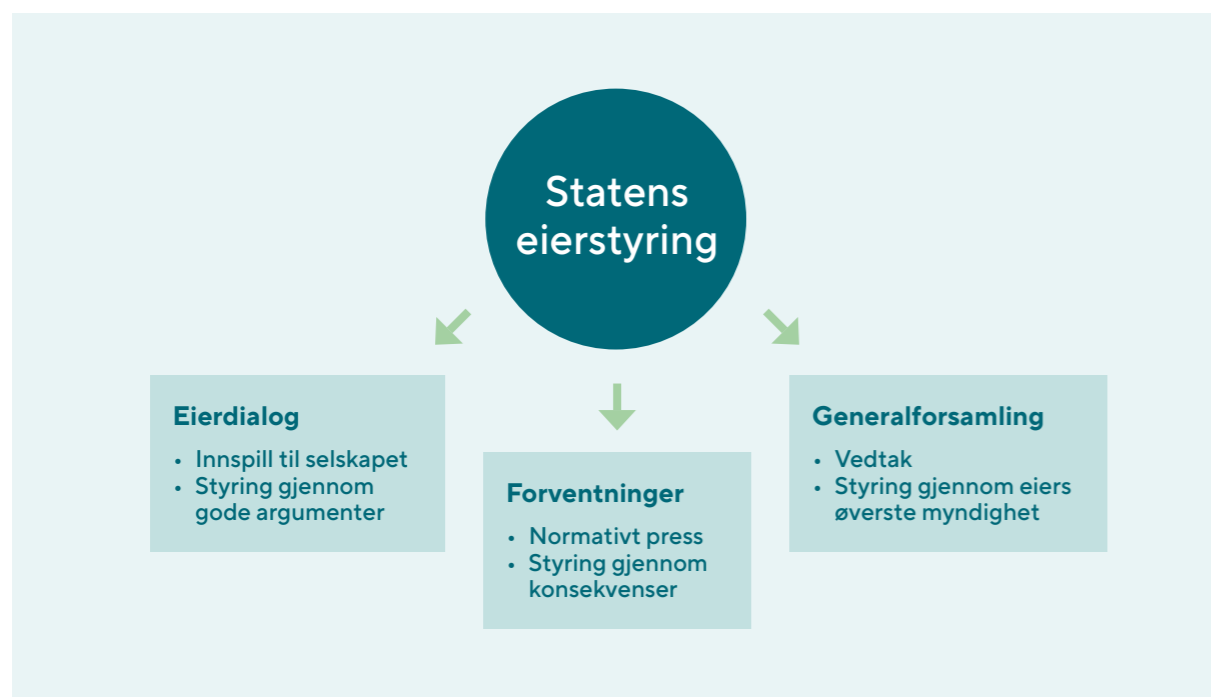 Statens
eierstyring
Eierdialog
• Innspill til selskapet
• Styring gjennom
gode argumenter
Forventninger
• Normativt press
• Styring gjennom
konsekvenser
Generalforsamling
• Vedtak
• Styring gjennom eiers
øverste myndighet